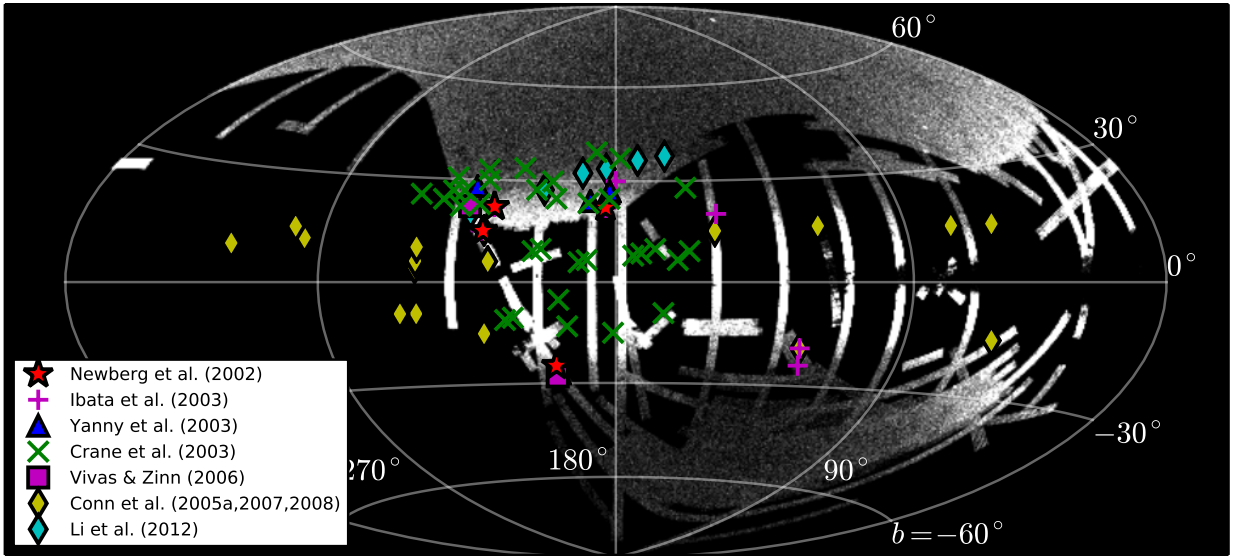 60°
30°
0°
Newberg et al. (2002)
Ibata et al. (2003)
Yanny et al. (2003)
Crane et al. (2003)
Vivas & Zinn (2006)
Conn et al. (2005a,2007,2008)
Li et al. (2012)
270°
180°
90°
−30°
b=−60°